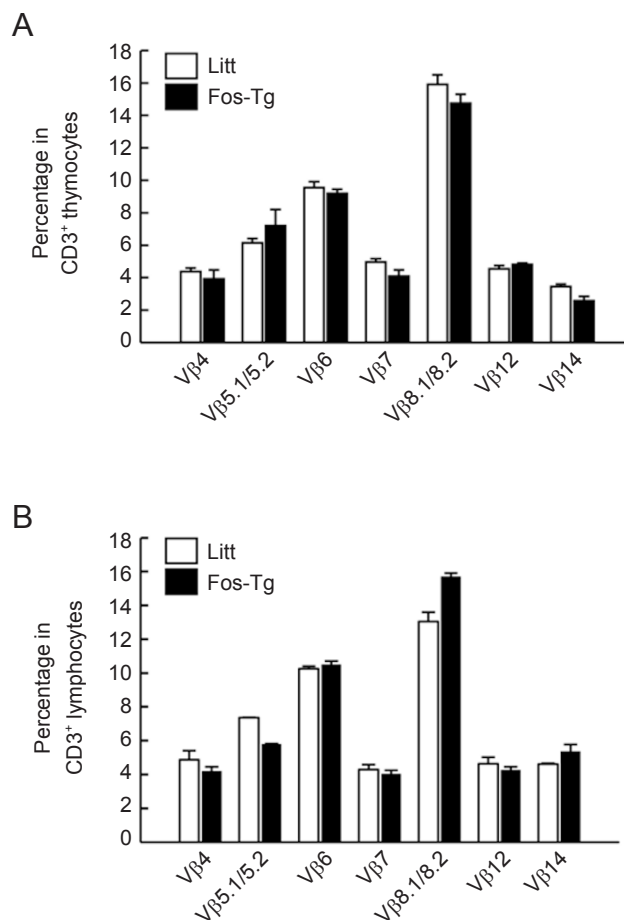 A
Percentage in
CD3⁺ thymocytes
18
16
14
12
10
8
6
4
2
0
Litt
Fos-Tg
Vβ4
Vβ5.1/5.2
Vβ6
Vβ7
Vβ8.1/8.2
Vβ12
Vβ14
B
Percentage in
CD3⁺ lymphocytes
18
16
14
12
10
8
6
4
2
0
Litt
Fos-Tg
Vβ4
Vβ5.1/5.2
Vβ6
Vβ7
Vβ8.1/8.2
Vβ12
Vβ14